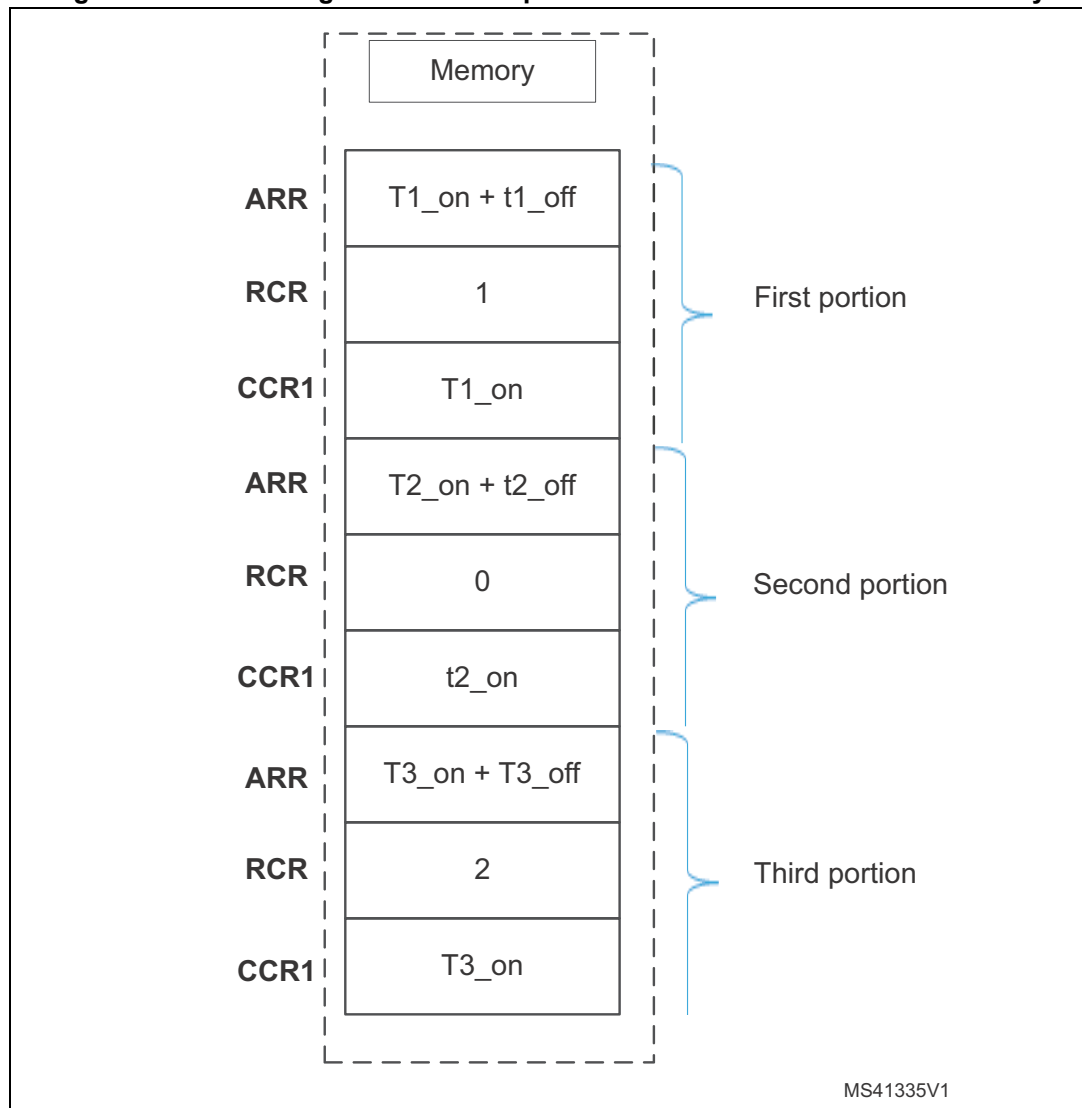 Memory
ARR T1_on + t1_off
RCR 1 First portion
CCR1 T1_on
ARR T2_on + t2_off
RCR 0 Second portion
CCR1 t2_on
ARR T3_on + T3_off
RCR 2 Third portion
CCR1 T3_on
MS41335V1